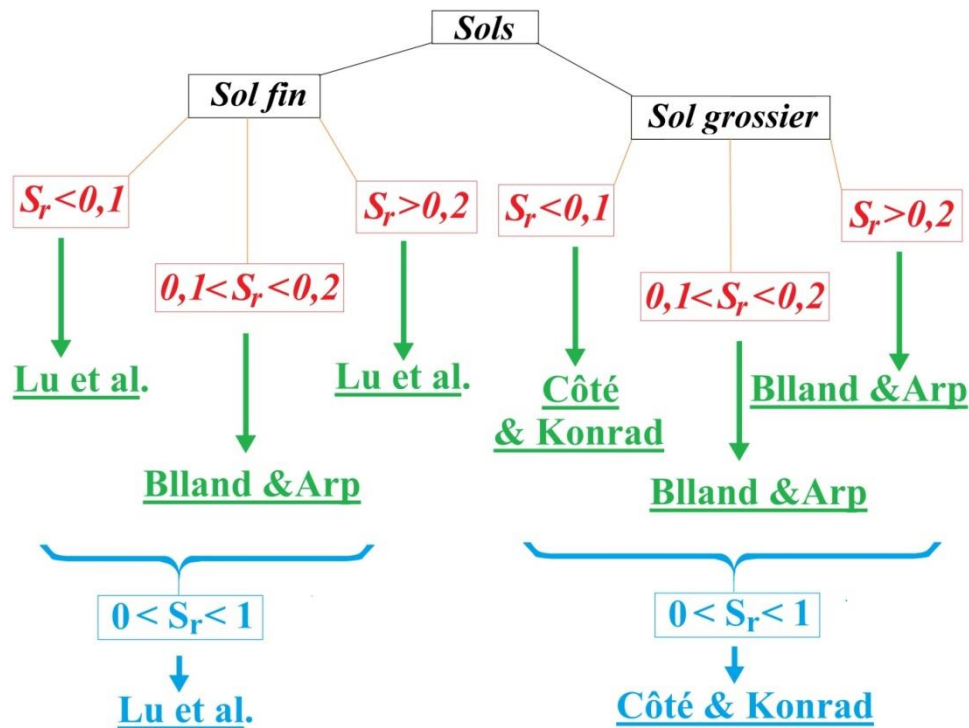 Sols
Sol fin
Sol grossier
Sr<0,1
Sr>0,2
Sr<0,1
Sr>0,2
0,1<Sr<0,2
0,1<Sr<0,2
Lu et al.
Lu et al.
Côté
& Konrad
Blland &Arp
Blland &Arp
Blland &Arp
0 < Sr < 1
0 < Sr < 1
Lu et al.
Côté & Konrad